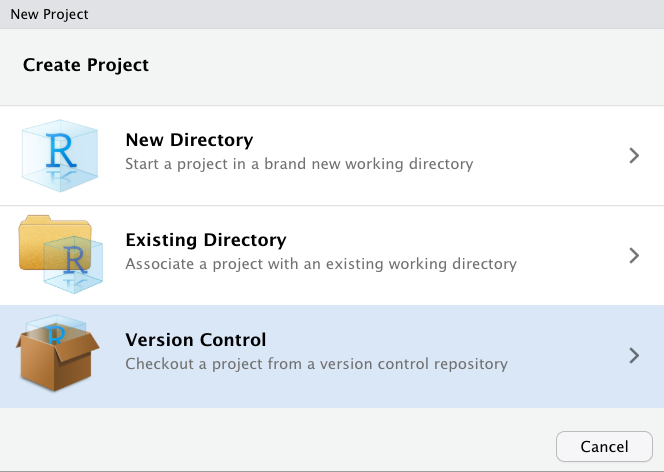 New Project
Create Project
R
New Directory
Start a project in a brand new working directory
R
Existing Directory
Associate a project with an existing working directory
R
Version Control
Checkout a project from a version control repository
Cancel